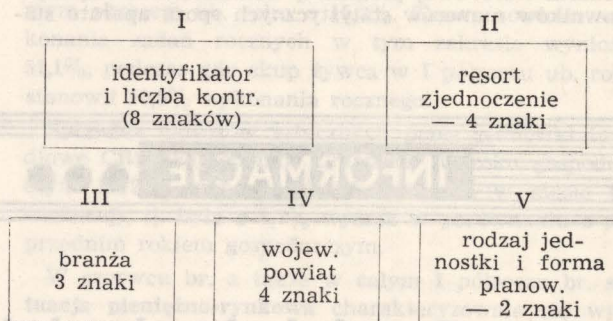 I
II
identyfikator
i liczba kontr.
(8 znaków)
resort
zjednoczenie
— 4 znaki
III
IV
V
branża
3 znaki
wojew.
powiat
4 znaki
rodzaj jed-
nostki i forma
planow.
2 znaki